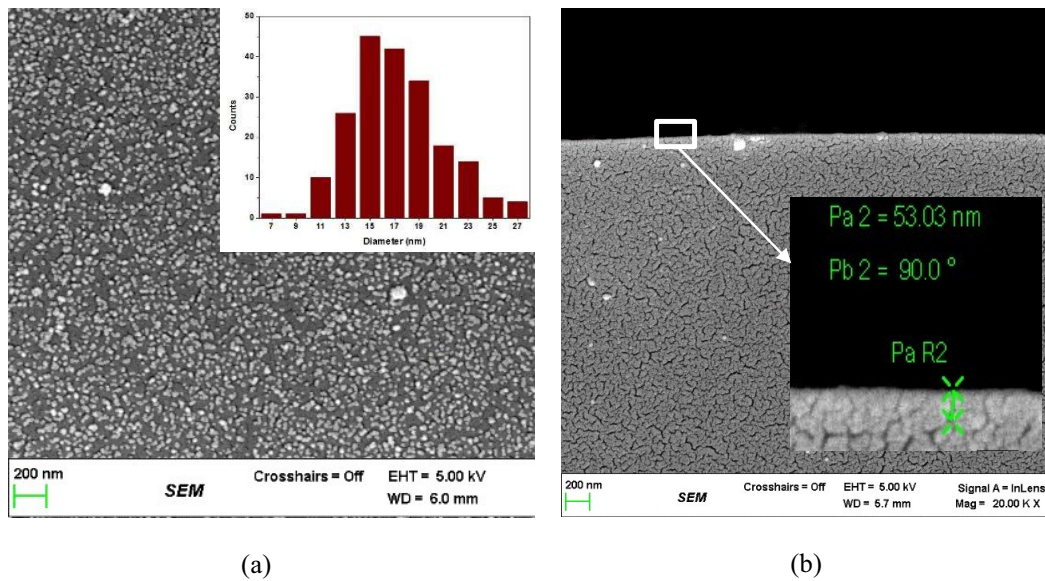 50
40
30
20
10
0
Counts
7 9 11 13 15 17 19 21 23 25 27
Diameter (nm)
200 nm
SEM
Crosshairs = Off
EHT = 5.00 kV
WD = 6.0 mm
(a)
Pa 2 = 53.03 nm
Pb 2 = 90.0 °
Pa R2
200 nm
SEM
Crosshairs = Off
EHT = 5.00 kV
WD = 5.7 mm
Signal A = InLens
Mag = 20.00 K X
(b)